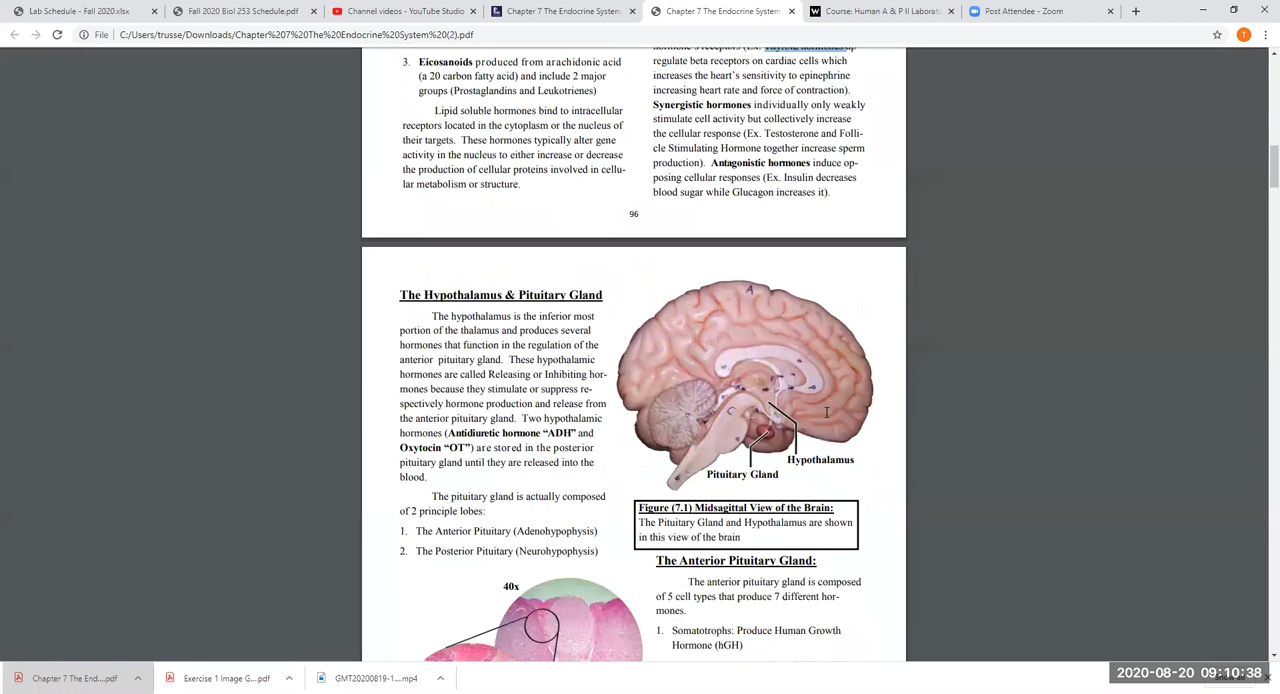 Lab Schedule - Fall 2020.xlsx
Fall 2020 Biol 253 Schedule.pdf
Channel videos - YouTube Studio
Chapter 7 The Endocrine System
Chapter 7 The Endocrine System
Course: Human A & P II Laborat
Post Attendee - Zoom
File
C:/Users/trusse/Downloads/Chapter%207%20The%20Endocrine%20System%20(2).pdf
T
3. Eicosanoids produced from arachidonic acid
(a 20 carbon fatty acid) and include 2 major
groups (Prostaglandins and Leukotrienes)
Lipid soluble hormones bind to intracellular
receptors located in the cytoplasm or the nucleus of
their targets. These hormones typically alter gene
activity in the nucleus to either increase or decrease
the production of cellular proteins involved in cellu-
lar metabolism or structure.
hormone's receptors (Ex. Thyroid hormones up
regulate beta receptors on cardiac cells which
increases the heart's sensitivity to epinephrine
increasing heart rate and force of contraction).
Synergistic hormones individually only weakly
stimulate cell activity but collectively increase
the cellular response (Ex. Testosterone and Folli-
cle Stimulating Hormone together increase sperm
production). Antagonistic hormones induce op-
posing cellular responses (Ex. Insulin decreases
blood sugar while Glucagon increases it).
96
The Hypothalamus & Pituitary Gland
The hypothalamus is the inferior most
portion of the thalamus and produces several
hormones that function in the regulation of the
anterior pituitary gland. These hypothalamic
hormones are called Releasing or Inhibiting hor-
mones because they stimulate or suppress re-
spectively hormone production and release from
the anterior pituitary gland. Two hypothalamic
hormones (Antidiuretic hormone “ADH” and
Oxytocin “OT”) are stored in the posterior
pituitary gland until they are released into the
blood.
The pituitary gland is actually composed
of 2 principle lobes:
1. The Anterior Pituitary (Adenohypophysis)
2. The Posterior Pituitary (Neurohypophysis)
40x
A
Hypothalamus
Pituitary Gland
Figure (7.1) Midsagittal View of the Brain:
The Pituitary Gland and Hypothalamus are shown
in this view of the brain
The Anterior Pituitary Gland:
The anterior pituitary gland is composed
of 5 cell types that produce 7 different hor-
mones.
1. Somatotrophs: Produce Human Growth
Hormone (hGH)
Chapter 7 The End....pdf
Exercise 1 Image G...pdf
GMT20200819-1....mp4
2020-08-20 09:10:38